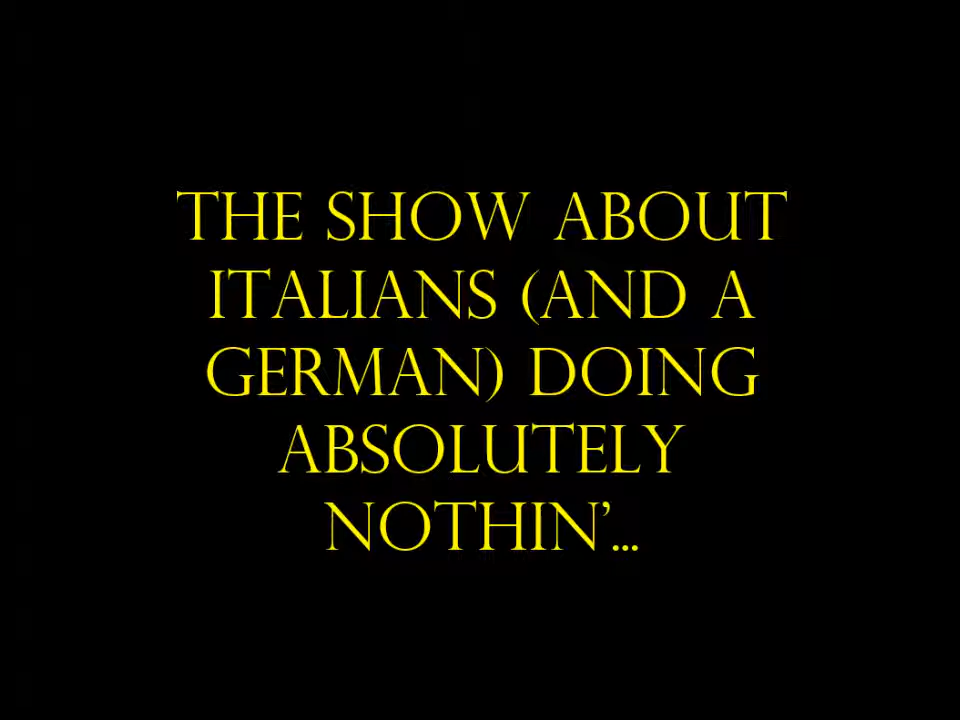 THE SHOW ABOUT
ITALIANS (AND A
GERMAN) DOING
ABSOLUTELY
NOTHIN’...